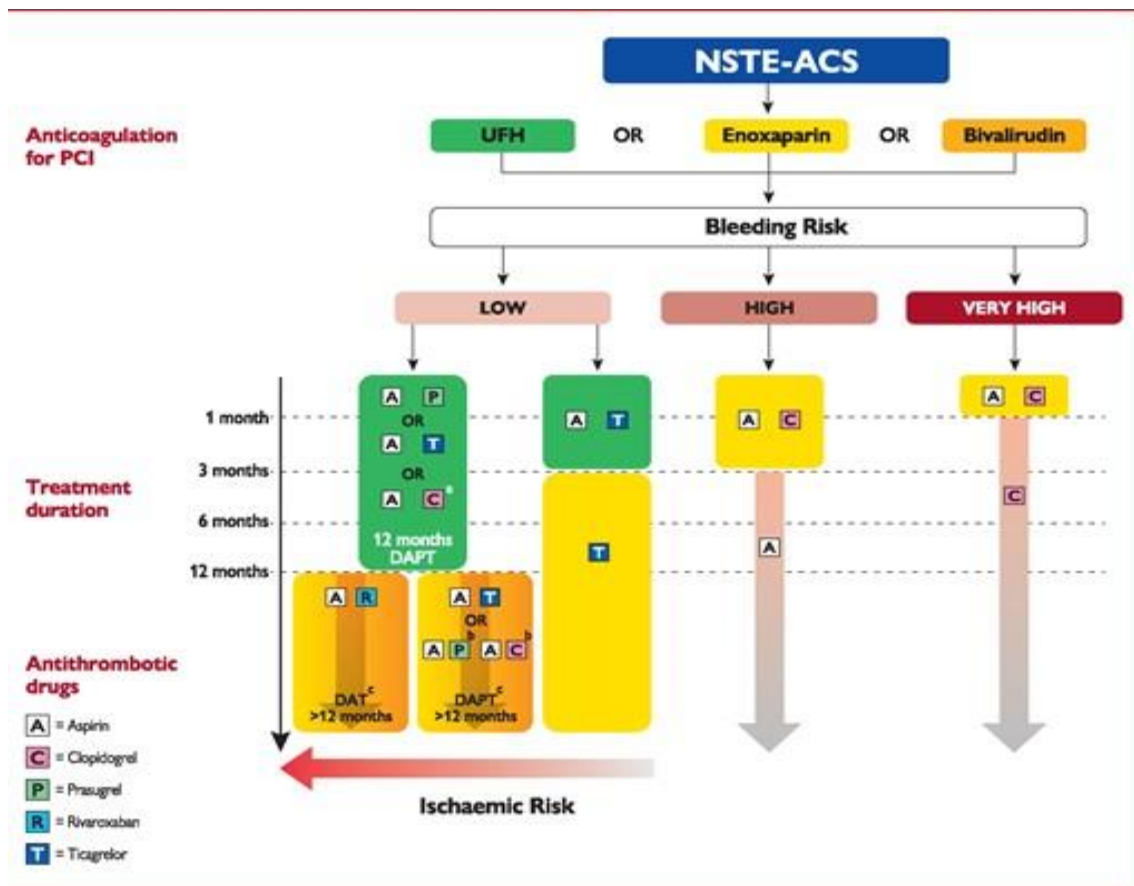 NSTE-ACS
Anticoagulation
for PCI
UFH OR Enoxaparin OR Bivalirudin
Bleeding Risk
LOW HIGH VERY HIGH
A P
OR
A T
OR
A C a
12 months
DAPT
A T
A C
A C
1 month
3 months
6 months
12 months
Treatment
duration
T
A
C
A R
DAT c
>12 months
A T
OR
A P b A C b
DAPT c
>12 months
Ischaemic Risk
Antithrombotic
drugs
A = Aspirin
C = Clopidogrel
P = Prasugrel
R = Rivaroxaban
T = Ticagrelor